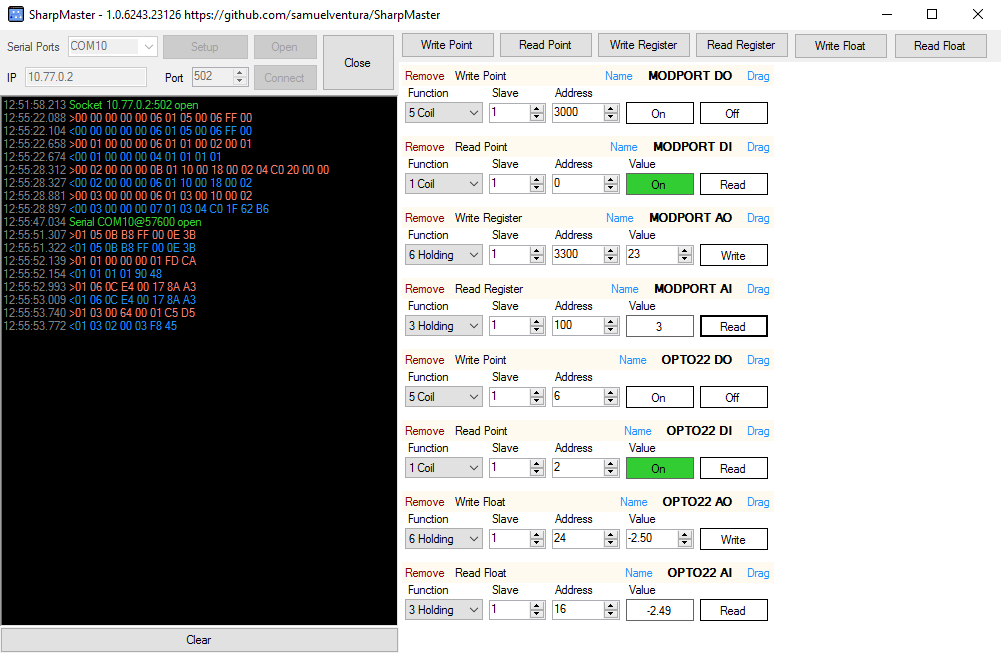 SharpMaster - 1.0.6243.23126 https://github.com/samuelventura/SharpMaster
Serial Ports COM10 Setup Open Close
IP 10.77.0.2 Port 502 Connect
Write Point Read Point Write Register Read Register Write Float Read Float
12:51:58.213 Socket 10.77.0.2:502 open
12:55:22.088 >00 00 00 00 00 06 01 05 00 06 FF 00
12:55:22.104 <00 00 00 00 00 06 01 05 00 06 FF 00
12:55:22.658 >00 01 00 00 00 06 01 01 00 02 00 01
12:55:22.674 <00 01 00 00 00 04 01 01 01 01
12:55:28.312 >00 02 00 00 00 0B 01 10 00 18 00 02 04 C0 20 00 00
12:55:28.327 <00 02 00 00 00 06 01 10 00 18 00 02
12:55:28.881 >00 03 00 00 00 06 01 03 00 10 00 02
12:55:28.897 <00 03 00 00 00 07 01 03 04 C0 1F 62 B6
12:55:47.034 Serial COM10@57600 open
12:55:51.307 >01 05 0B B8 FF 00 0E 3B
12:55:51.322 <01 05 0B B8 FF 00 0E 3B
12:55:52.139 >01 01 00 00 00 01 FD CA
12:55:52.154 <01 01 01 01 90 48
12:55:52.993 >01 06 0C E4 00 17 8A A3
12:55:53.009 <01 06 0C E4 00 17 8A A3
12:55:53.740 >01 03 00 64 00 01 C5 D5
12:55:53.772 <01 03 02 00 03 F8 45
Clear
Remove Write Point Name MODPORT DO Drag
Function Slave Address
5 Coil 1 3000 On Off
Remove Read Point Name MODPORT DI Drag
Function Slave Address Value
1 Coil 1 0 On Read
Remove Write Register Name MODPORT AO Drag
Function Slave Address Value
6 Holding 1 3300 23 Write
Remove Read Register Name MODPORT AI Drag
Function Slave Address Value
3 Holding 1 100 3 Read
Remove Write Point Name OPTO22 DO Drag
Function Slave Address
5 Coil 1 6 On Off
Remove Read Point Name OPTO22 DI Drag
Function Slave Address Value
1 Coil 1 2 On Read
Remove Write Float Name OPTO22 AO Drag
Function Slave Address Value
6 Holding 1 24 -2.50 Write
Remove Read Float Name OPTO22 AI Drag
Function Slave Address Value
3 Holding 1 16 -2.49 Read